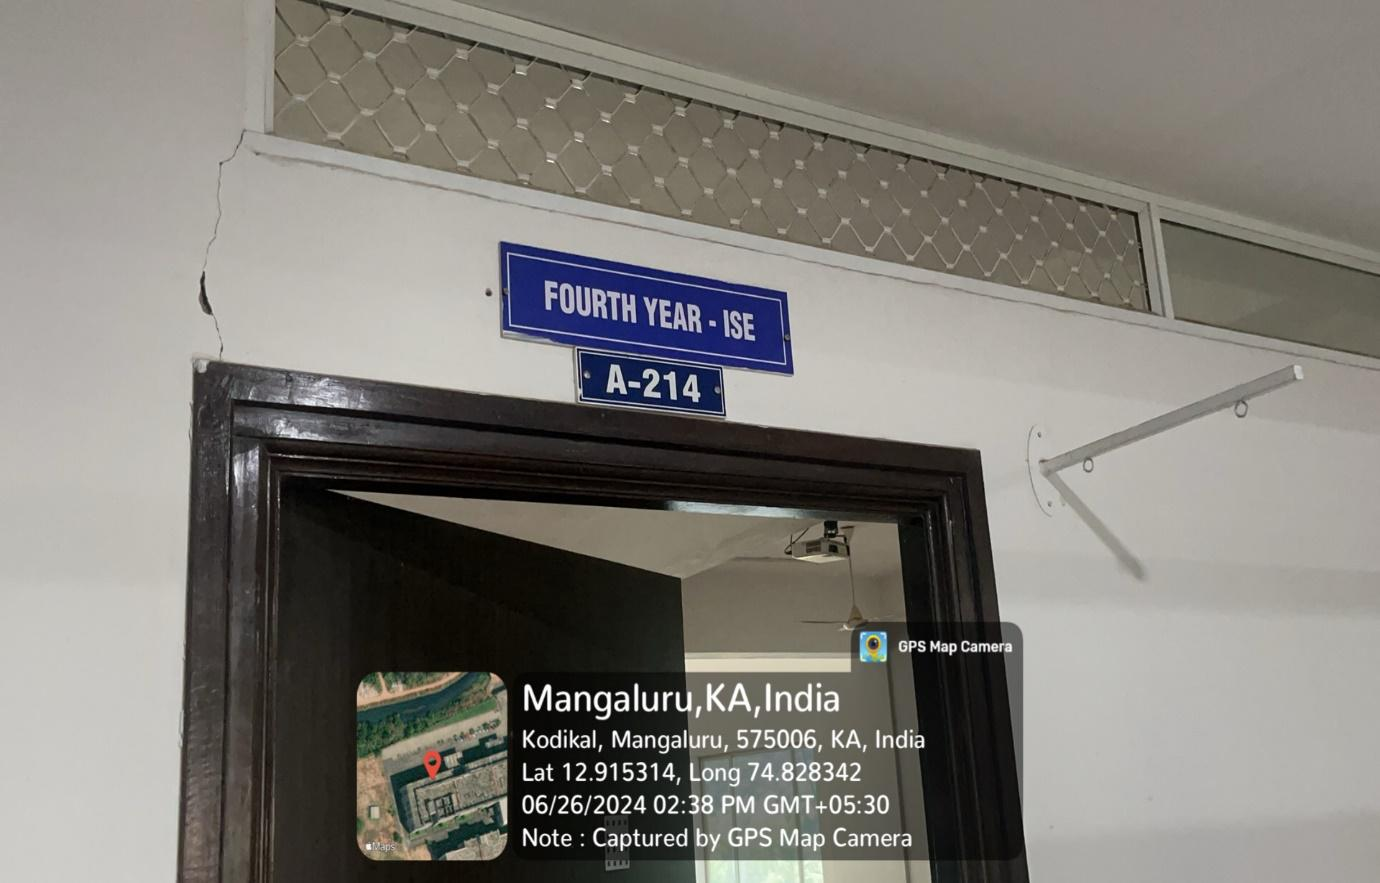 FOURTH YEAR - ISE
A-214
GPS Map Camera
Mangaluru,KA,India
Kodikal, Mangaluru, 575006, KA, India
Lat 12.915314, Long 74.828342
06/26/2024 02:38 PM GMT+05:30
Note : Captured by GPS Map Camera
Maps